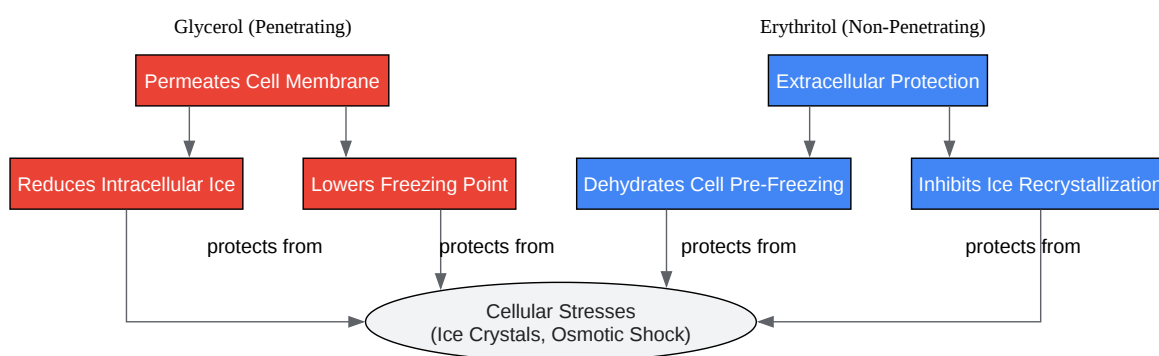 Glycerol (Penetrating)
Erythritol (Non-Penetrating)
Permeates Cell Membrane
Extracellular Protection
Reduces Intracellular Ice
Lowers Freezing Point
Dehydrates Cell Pre-Freezing
Inhibits Ice Recrystallization
protects from
protects from
protects from
protects from
Cellular Stresses
(Ice Crystals, Osmotic Shock)